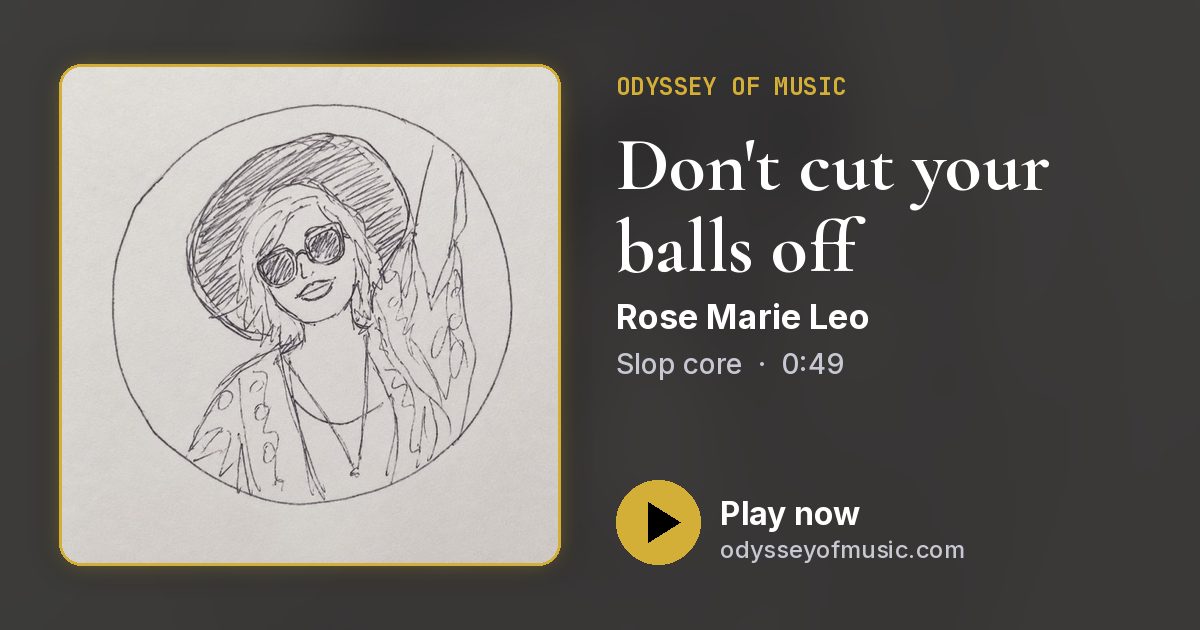 ODYSSEY OF MUSIC
Don't cut your
balls off
Rose Marie Leo
Slop core · 0:49
Play now
odysseyofmusic.com